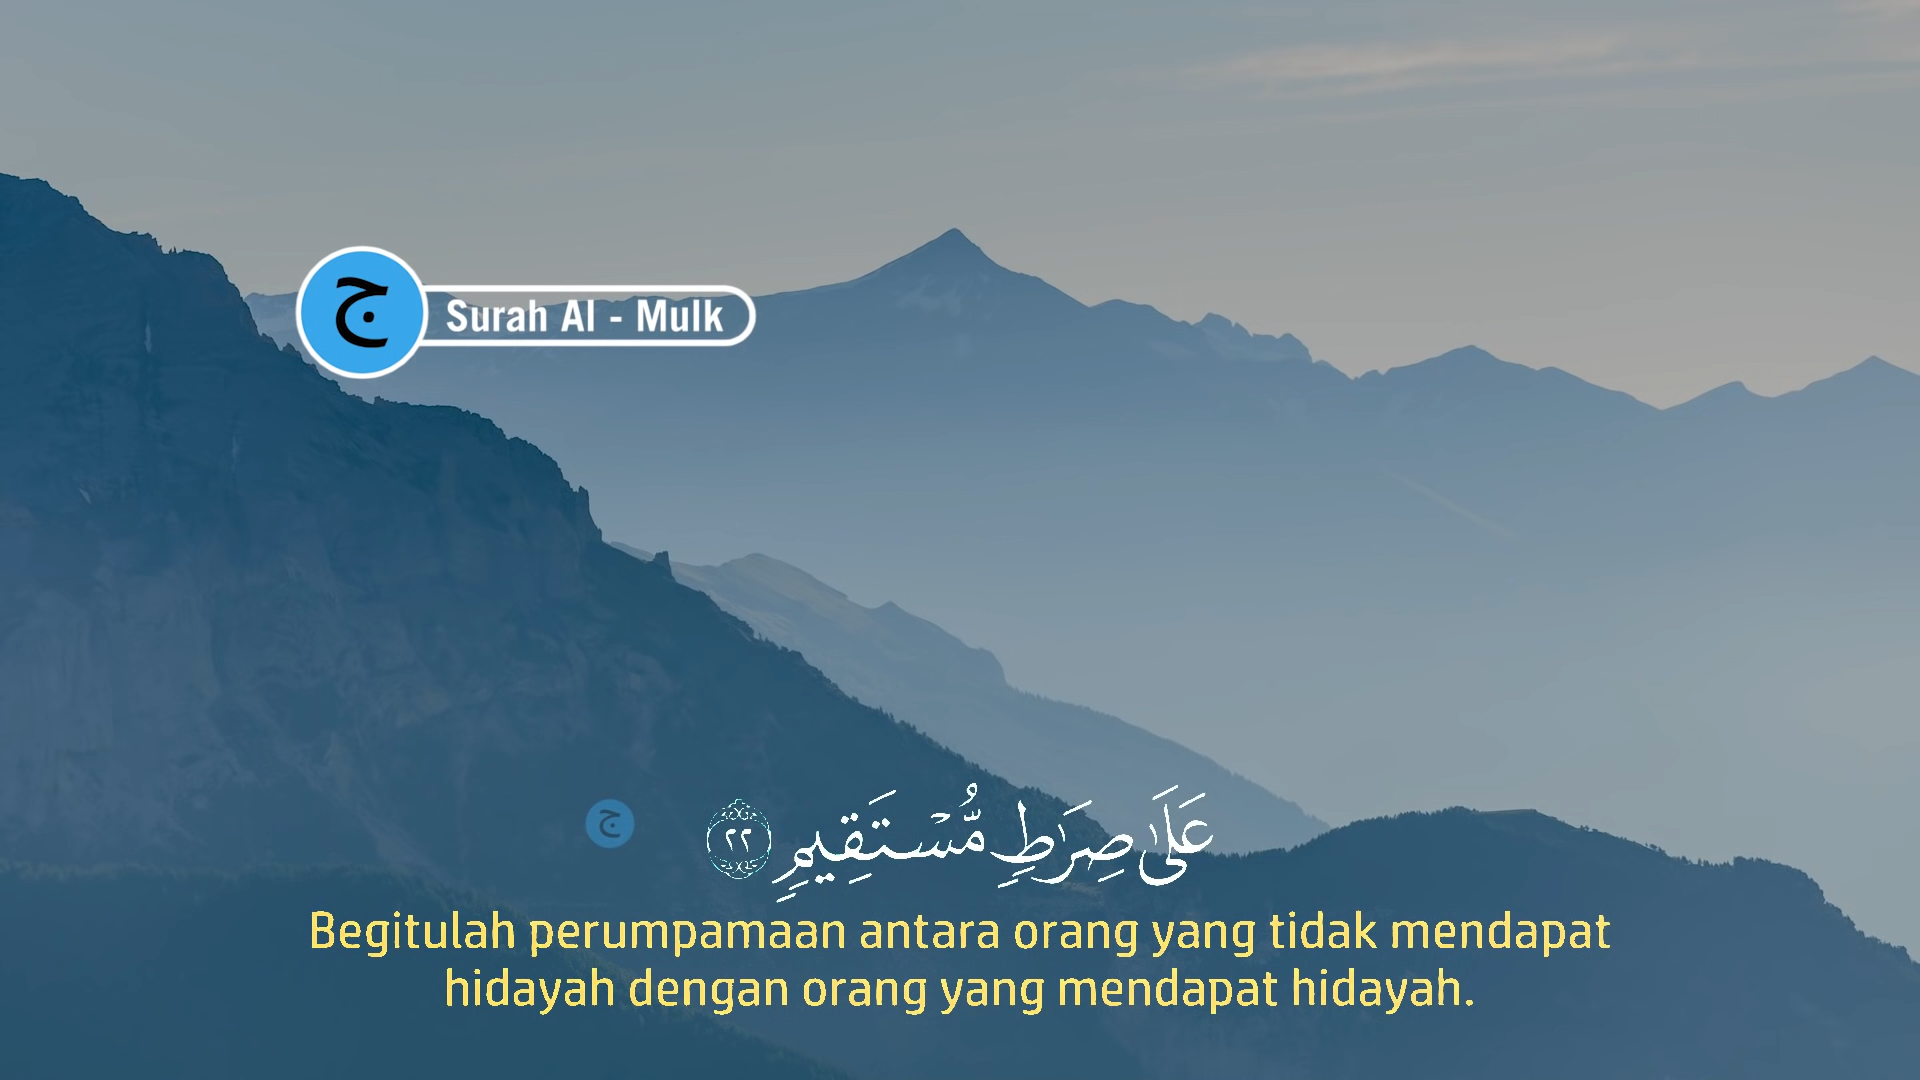 ج
Surah Al - Mulk
ج
عَلَىٰ صِرَٰطٍ مُّسْتَقِيمٍ ٢٢
Begitulah perumpamaan antara orang yang tidak mendapat
hidayah dengan orang yang mendapat hidayah.